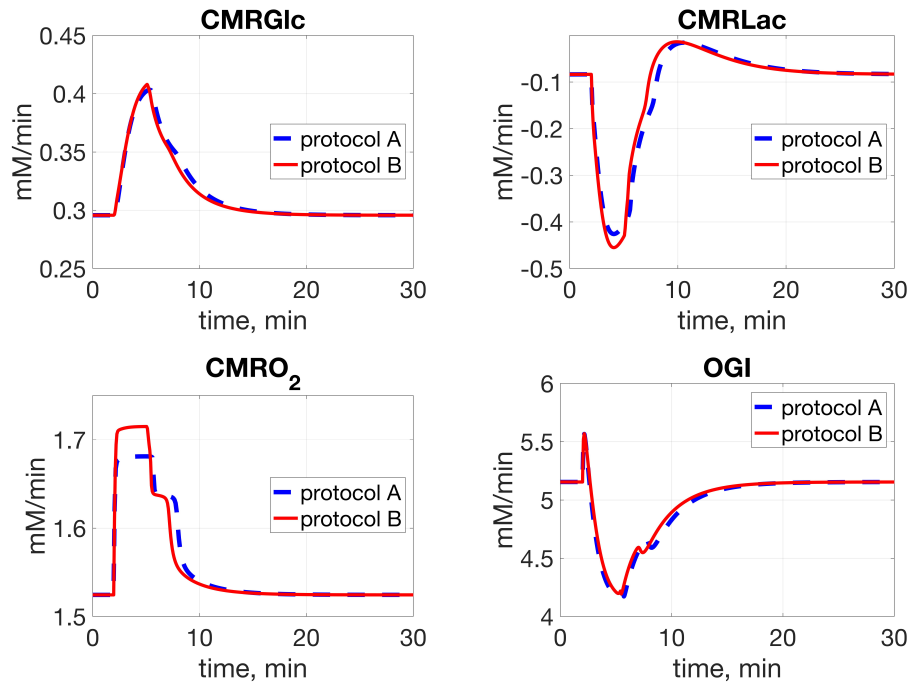 CMRGlc
0.45
0.4
0.35
0.3
0.25
mM/min
protocol A
protocol B
0 10 20 30
time, min
CMRLac
-0.1
-0.2
-0.3
-0.4
-0.5
mM/min
protocol A
protocol B
0 10 20 30
time, min
CMRO2
1.7
1.6
1.5
mM/min
protocol A
protocol B
0 10 20 30
time, min
OGI
6
5.5
5
4.5
4
mM/min
protocol A
protocol B
0 10 20 30
time, min